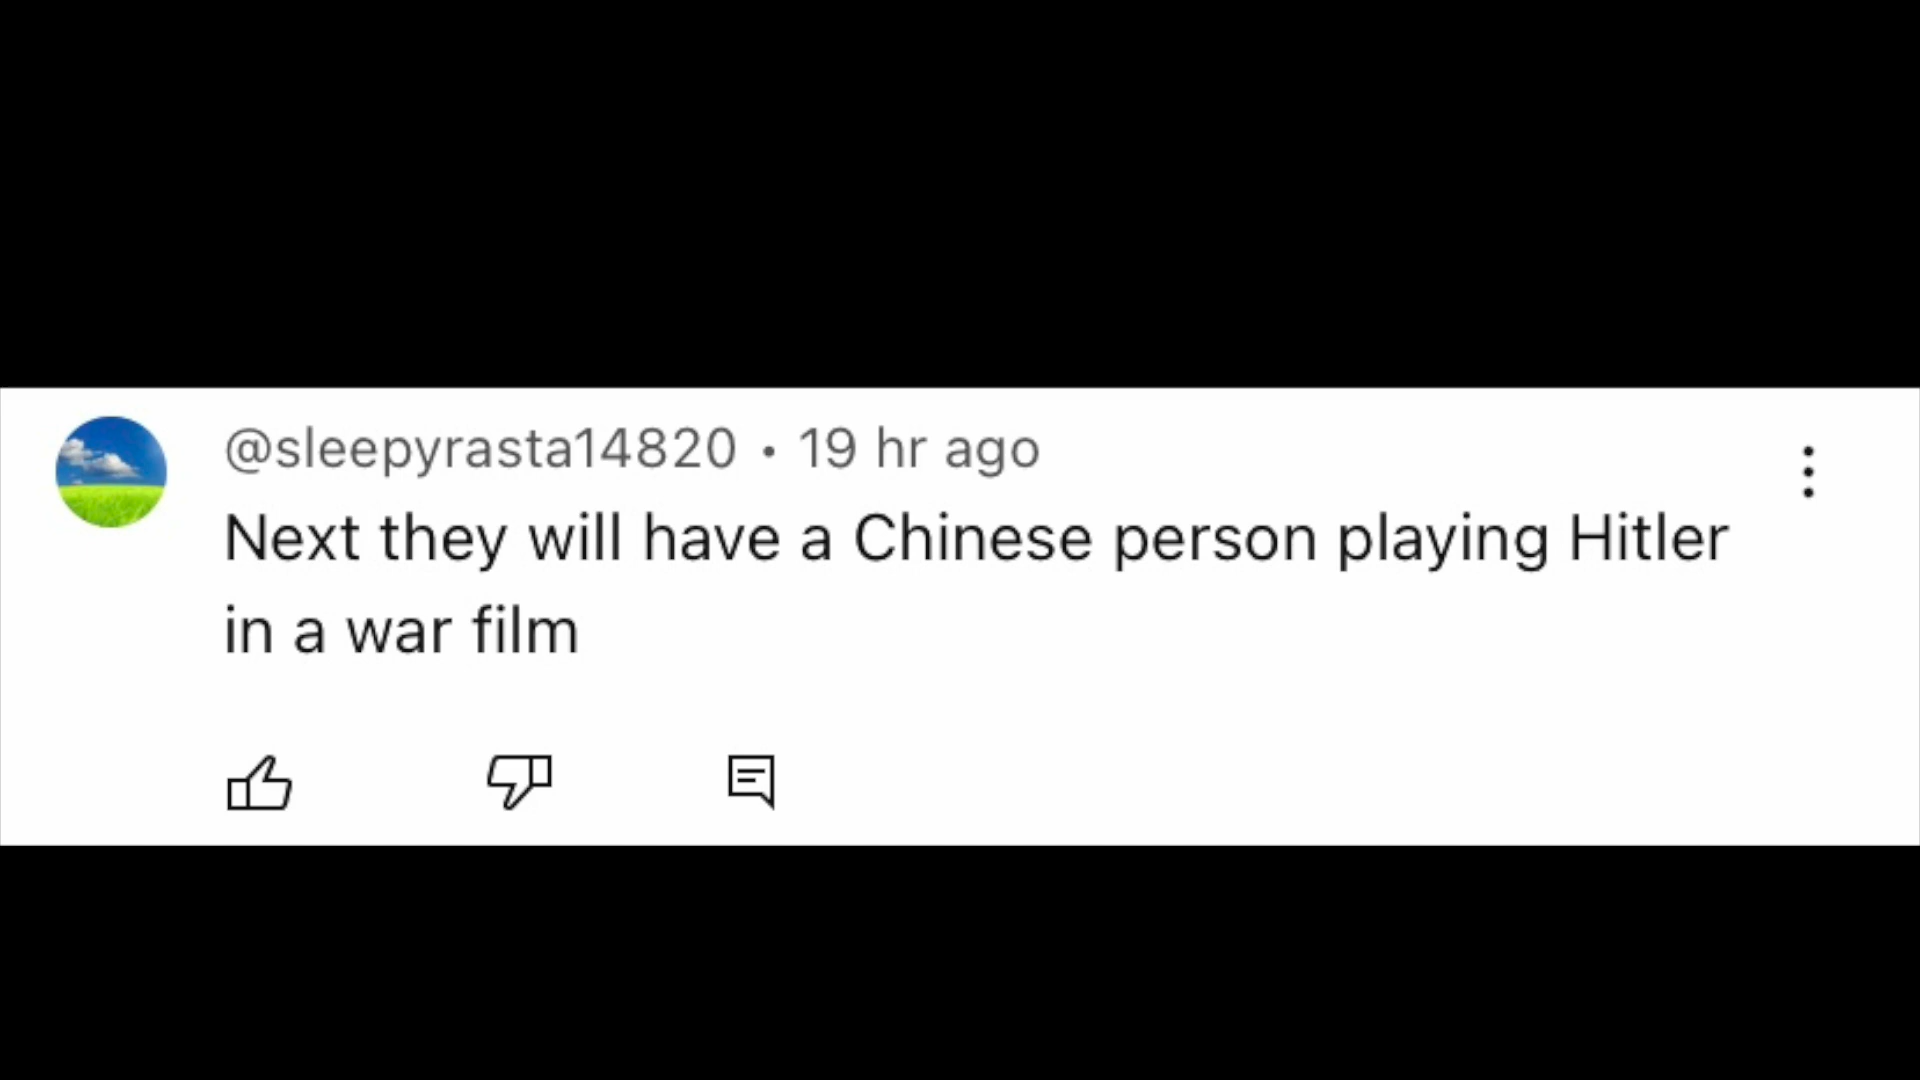 @sleepyrasta14820 • 19 hr ago
Next they will have a Chinese person playing Hitler
in a war film